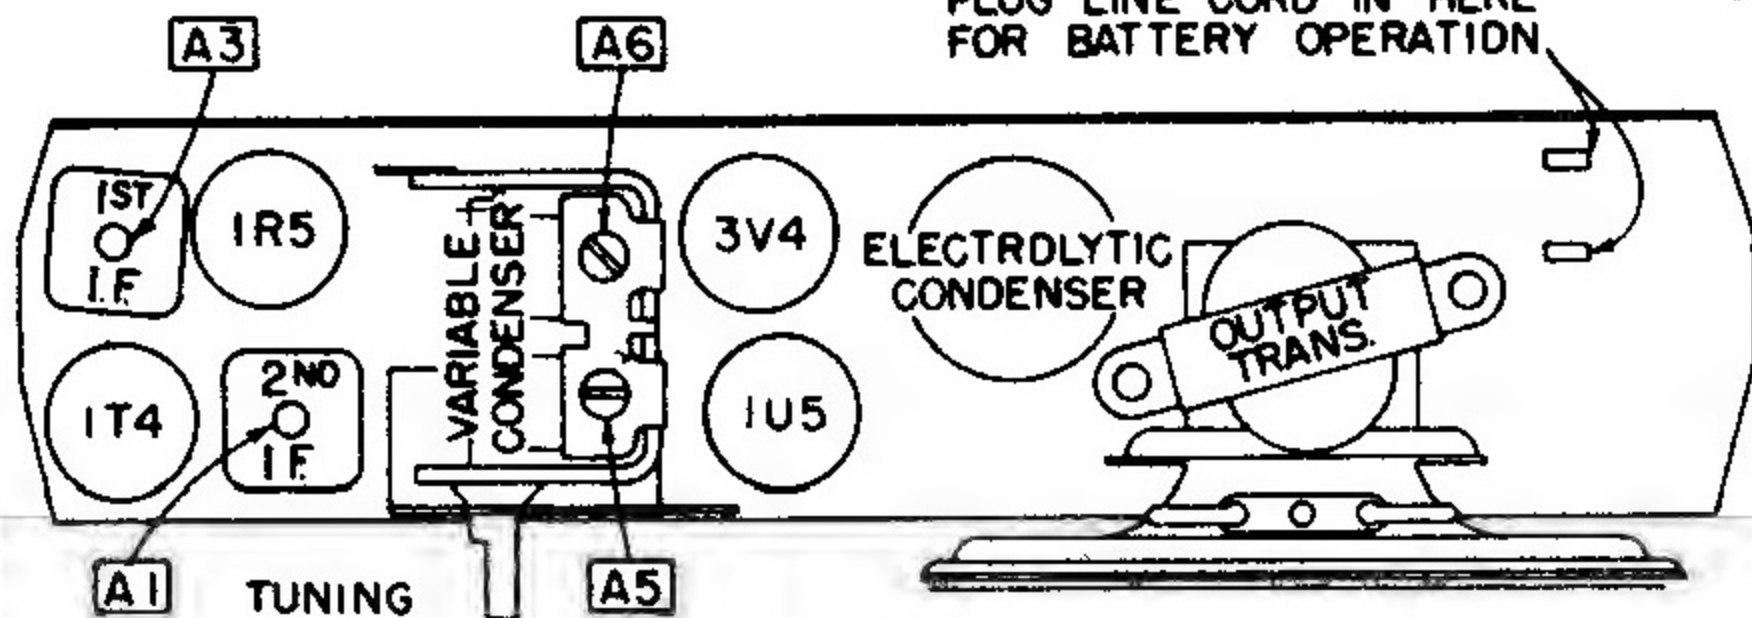 PLUG LINE CORD IN HERE
FOR BATTERY OPERATION
A3
A6
1ST
I.F.
1R5
VARIABLE
CONDENSER
3V4
ELECTROLYTIC
CONDENSER
OUTPUT
TRANS.
1T4
2ND
I F.
1U5
A1
TUNING
A5